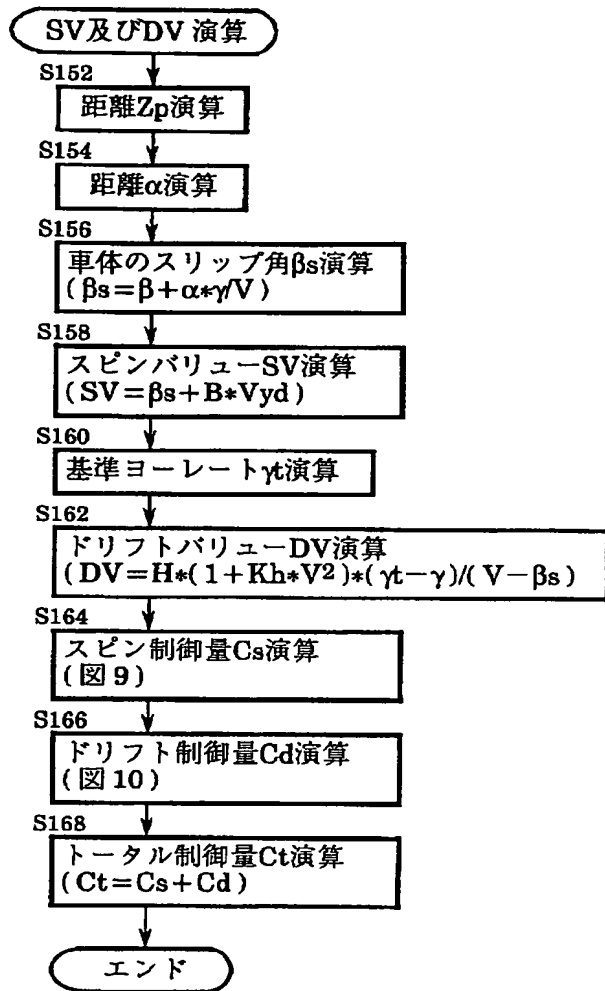 SV及びDV演算
S152
距離Zp演算
S154
距離α演算
S156
車体のスリップ角βs演算
(βs=β+α*γ/V)
S158
スピンバリューSV演算
(SV=βs+B*Vyd)
S160
基準ヨーレートγt演算
S162
ドリフトバリューDV演算
(DV=H*(1+Kh*V²)*(γt−γ)/(V−βs)
S164
スピン制御量Cs演算
(図9)
S166
ドリフト制御量Cd演算
(図10)
S168
トータル制御量Ct演算
(Ct=Cs+Cd)
エンド